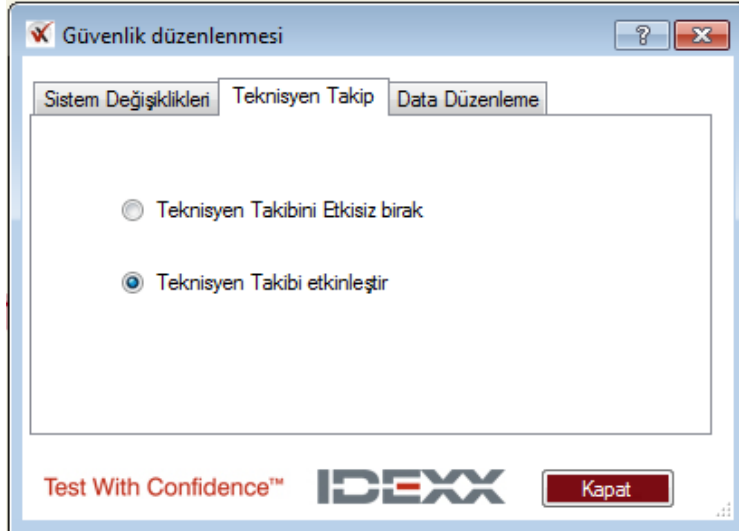 Güvenlik düzenlenmesi
Sistem Değişiklikleri Teknisyen Takip Data Düzenleme
Teknisyen Takibini Etkisiz birak
Teknisyen Takibi etkinleştir
Test With Confidence™ IDEXX Kapat